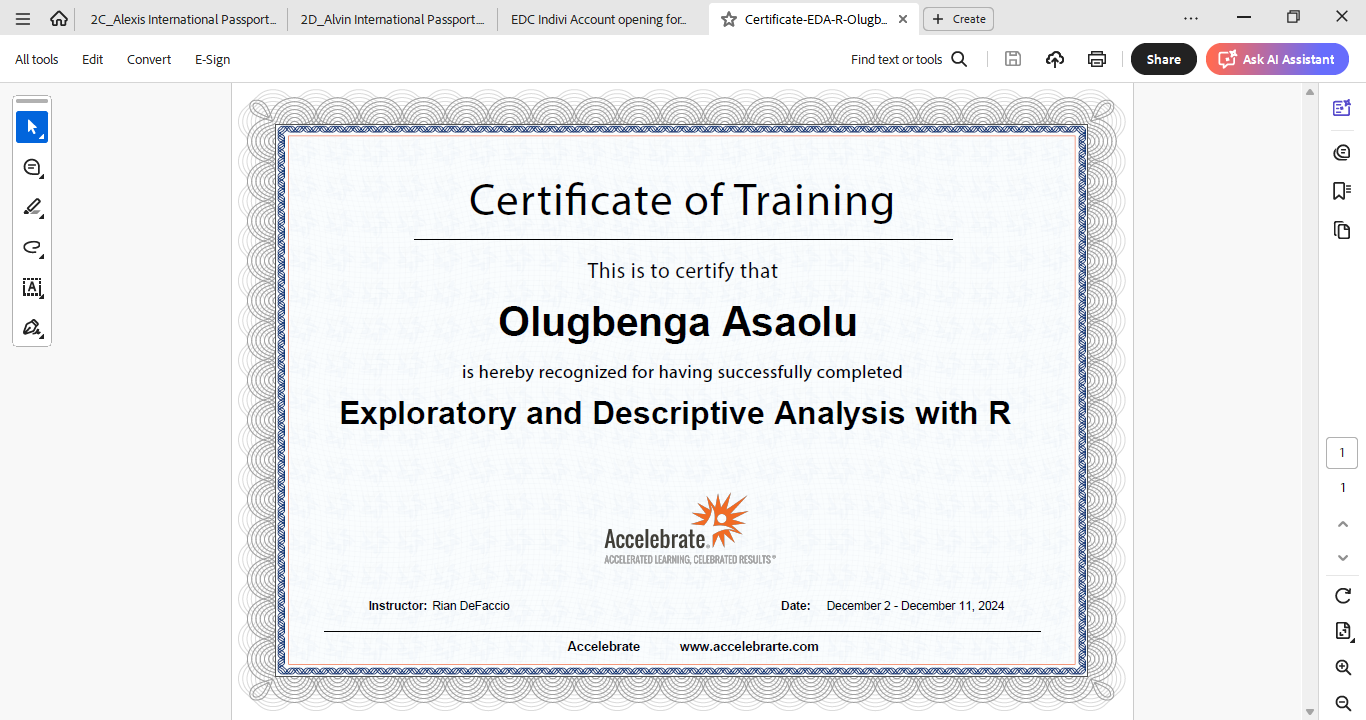 2C_Alexis International Passport...
2D_Alvin International Passport....
EDC Indivi Account opening for...
Certificate-EDA-R-Olugb...
Create
All tools
Edit
Convert
E-Sign
Find text or tools
Share
Ask AI Assistant
Certificate of Training
This is to certify that
Olugbenga Asaolu
is hereby recognized for having successfully completed
Exploratory and Descriptive Analysis with R
Accelebrate®
ACCELERATED LEARNING, CELEBRATED RESULTS®
Instructor: Rian DeFaccio
Date: December 2 - December 11, 2024
Accelebrate www.accelebrarte.com
1
1